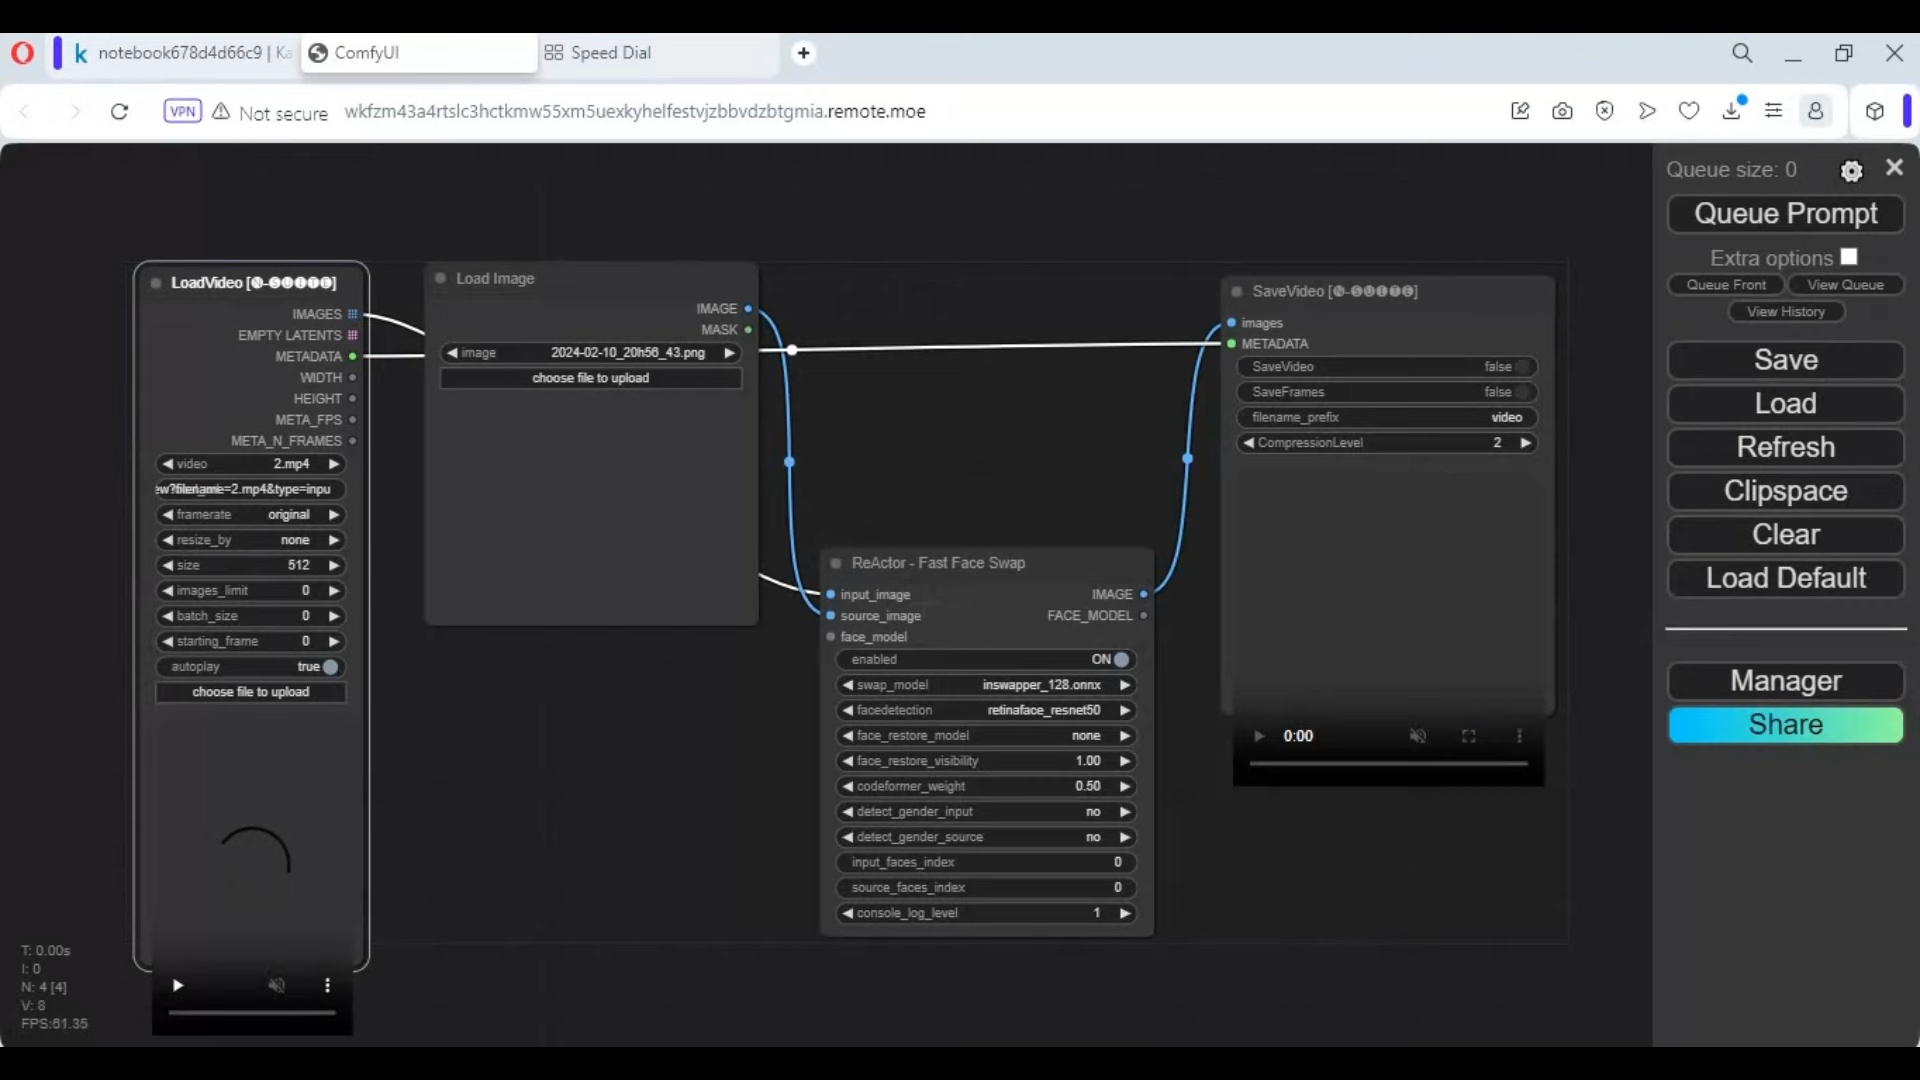 notebook678d4d66c9 | Ka
ComfyUI
Speed Dial
VPN
Not secure
wkfzm43a4rtslc3hctkmw55xm5uexkyhelfestvjzbbvdzbtgmia.remote.moe
LoadVideo [🅝-🅢🅤🅘🅣🅔]
IMAGES
EMPTY LATENTS
METADATA
WIDTH
HEIGHT
META_FPS
META_N_FRAMES
video 2.mp4
ew?filename=2.mp4&type=inpu
framerate original
resize_by none
size 512
images_limit 0
batch_size 0
starting_frame 0
autoplay true
choose file to upload
Load Image
IMAGE
MASK
image 2024-02-10_20h56_43.png
choose file to upload
ReActor - Fast Face Swap
input_image IMAGE
source_image FACE_MODEL
face_model
enabled ON
swap_model inswapper_128.onnx
facedetection retinaface_resnet50
face_restore_model none
face_restore_visibility 1.00
codeformer_weight 0.50
detect_gender_input no
detect_gender_source no
input_faces_index 0
source_faces_index 0
console_log_level 1
SaveVideo [🅝-🅢🅤🅘🅣🅔]
images
METADATA
SaveVideo false
SaveFrames false
filename_prefix video
CompressionLevel 2
0:00
Queue size: 0
Queue Prompt
Extra options
Queue Front View Queue
View History
Save
Load
Refresh
Clipspace
Clear
Load Default
Manager
Share
T: 0.00s
I: 0
N: 4 [4]
V: 8
FPS:61.35